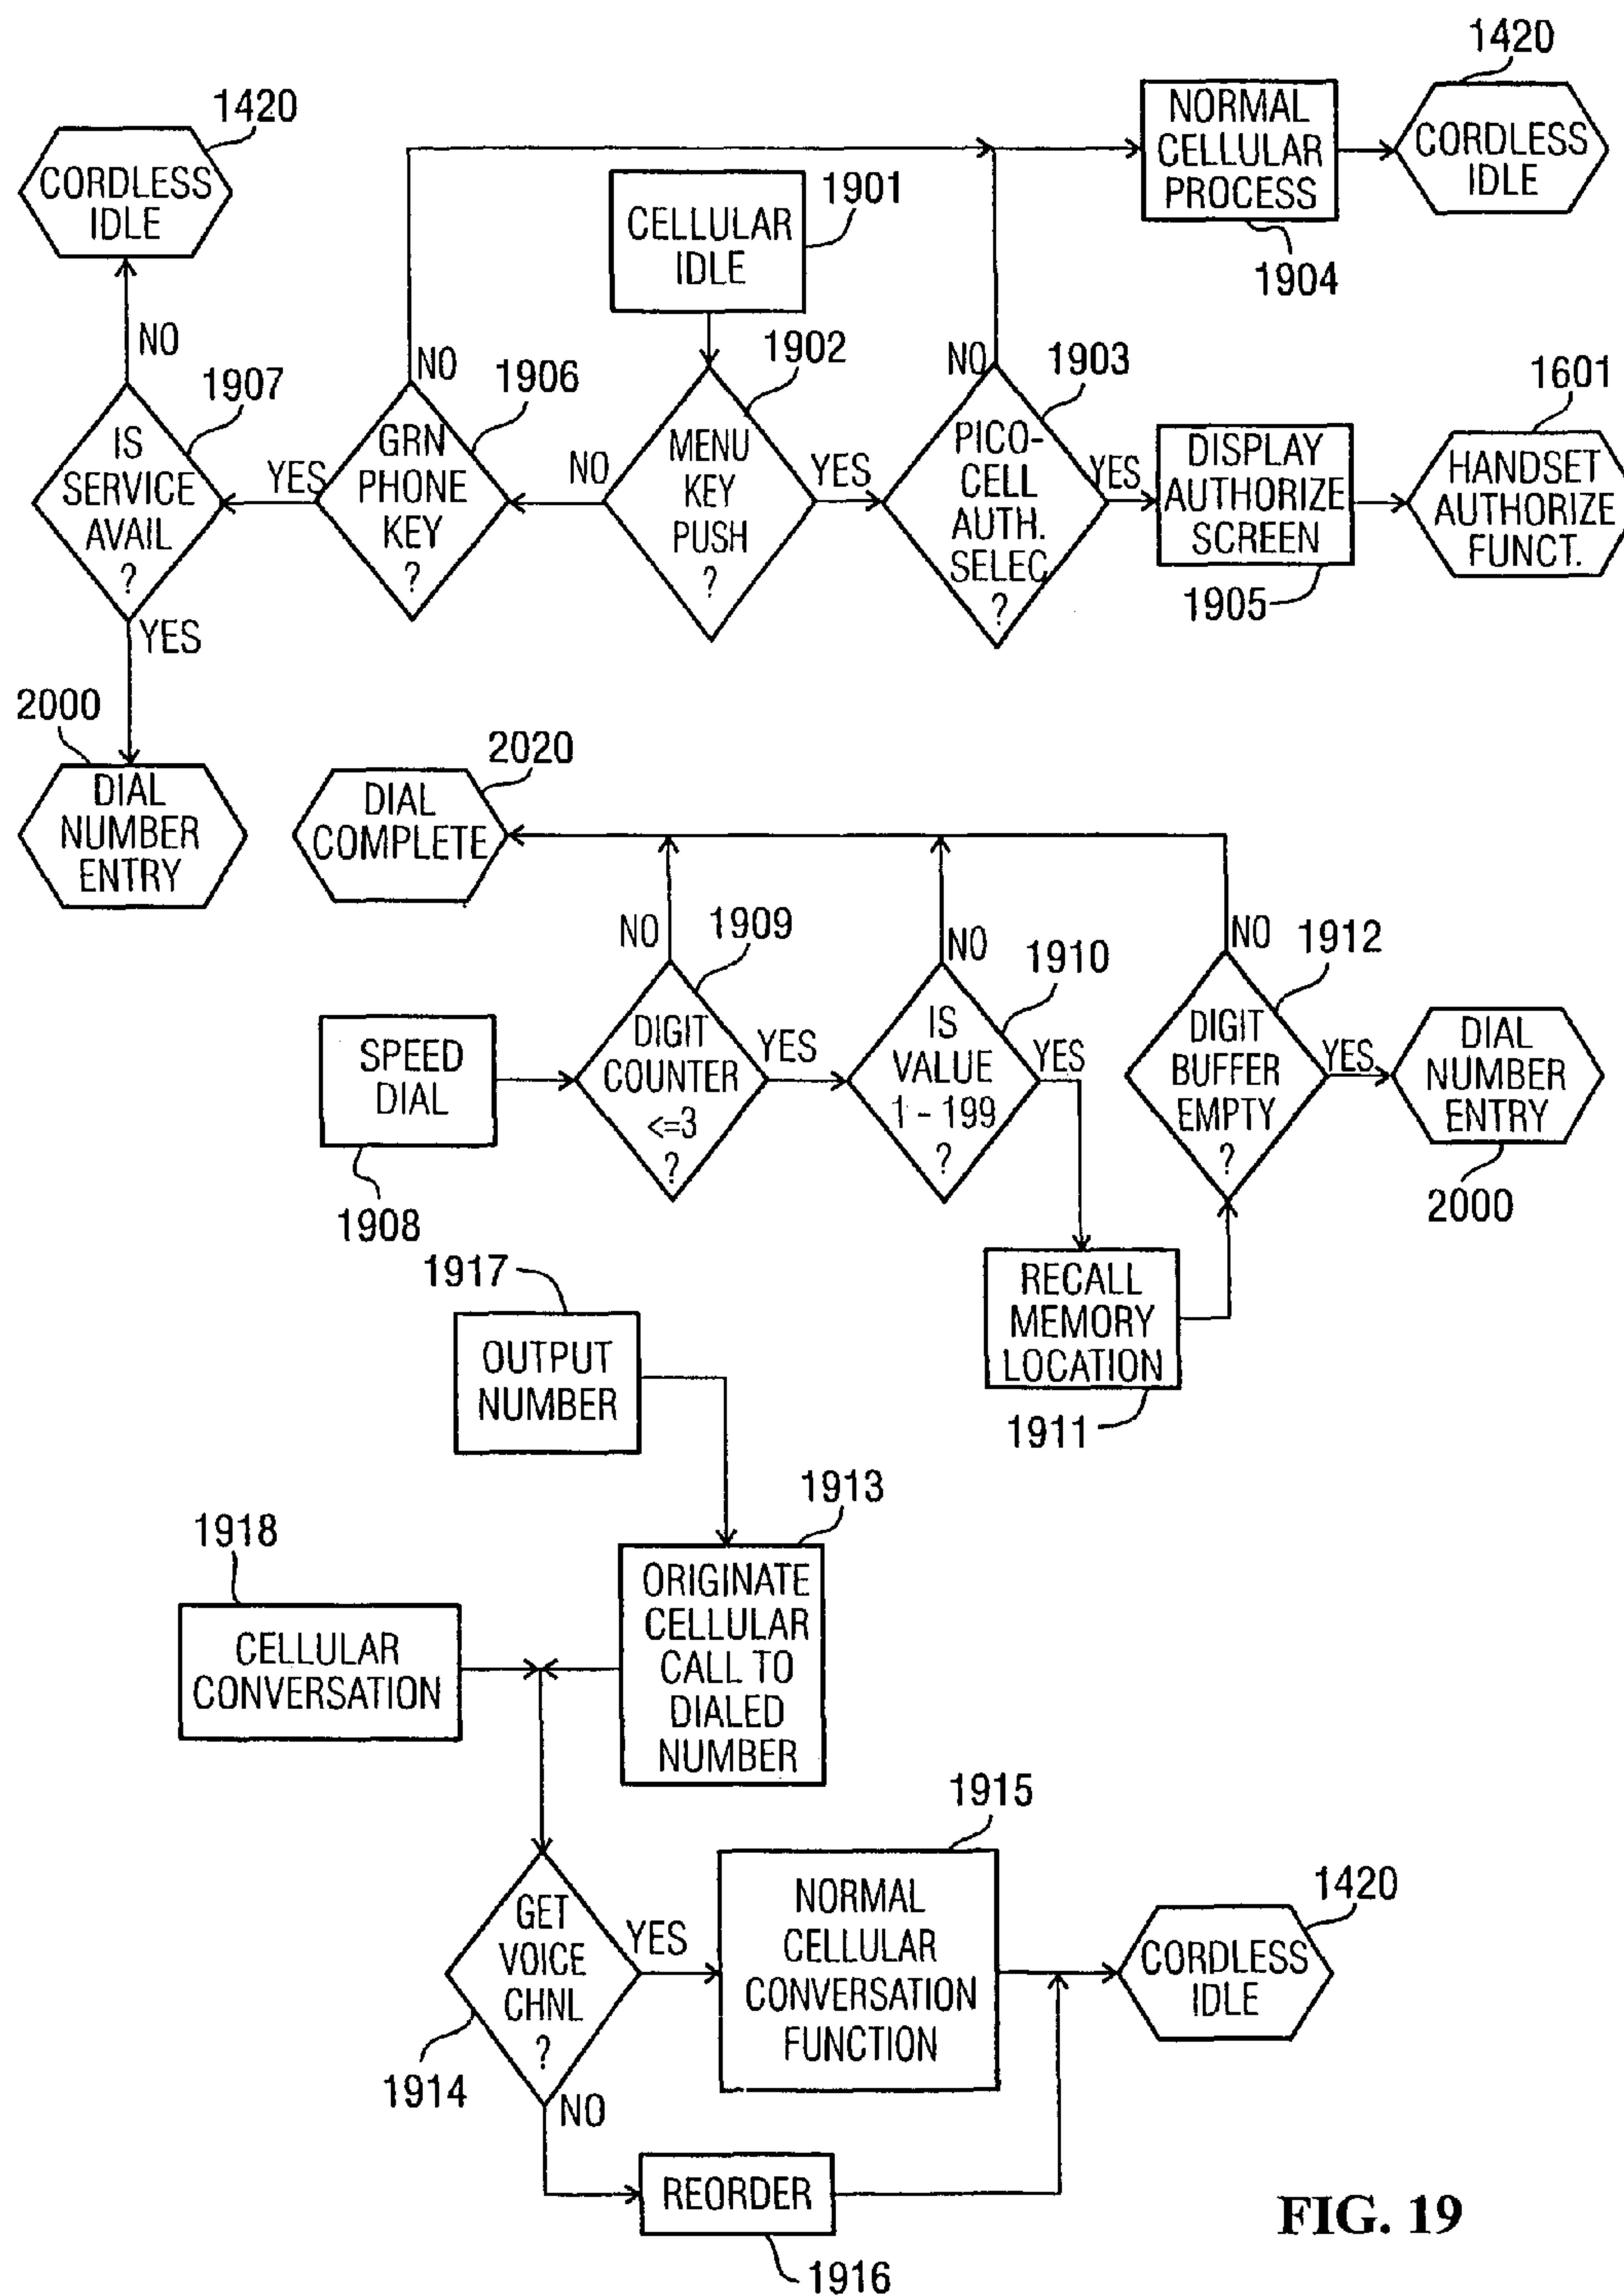 1420
CORDLESS
IDLE
1901
CELLULAR
IDLE
NORMAL
CELLULAR
PROCESS
1904
1420
CORDLESS
IDLE
NO
1907
IS
SERVICE
AVAIL
?
YES
YES
NO
1906
GRN
PHONE
KEY
?
NO
1902
MENU
KEY
PUSH
?
YES
NO
1903
PICO-
CELL
AUTH.
SELEC
?
YES
DISPLAY
AUTHORIZE
SCREEN
1905
1601
HANDSET
AUTHORIZE
FUNCT.
2000
DIAL
NUMBER
ENTRY
2020
DIAL
COMPLETE
SPEED
DIAL
1908
NO
1909
DIGIT
COUNTER
<=3
?
YES
NO
1910
IS
VALUE
1 - 199
?
YES
RECALL
MEMORY
LOCATION
1911
NO
1912
DIGIT
BUFFER
EMPTY
?
YES
DIAL
NUMBER
ENTRY
2000
1917
OUTPUT
NUMBER
1913
ORIGINATE
CELLULAR
CALL TO
DIALED
NUMBER
1918
CELLULAR
CONVERSATION
GET
VOICE
CHNL
?
1914
YES
NO
1915
NORMAL
CELLULAR
CONVERSATION
FUNCTION
1420
CORDLESS
IDLE
REORDER
1916
FIG. 19